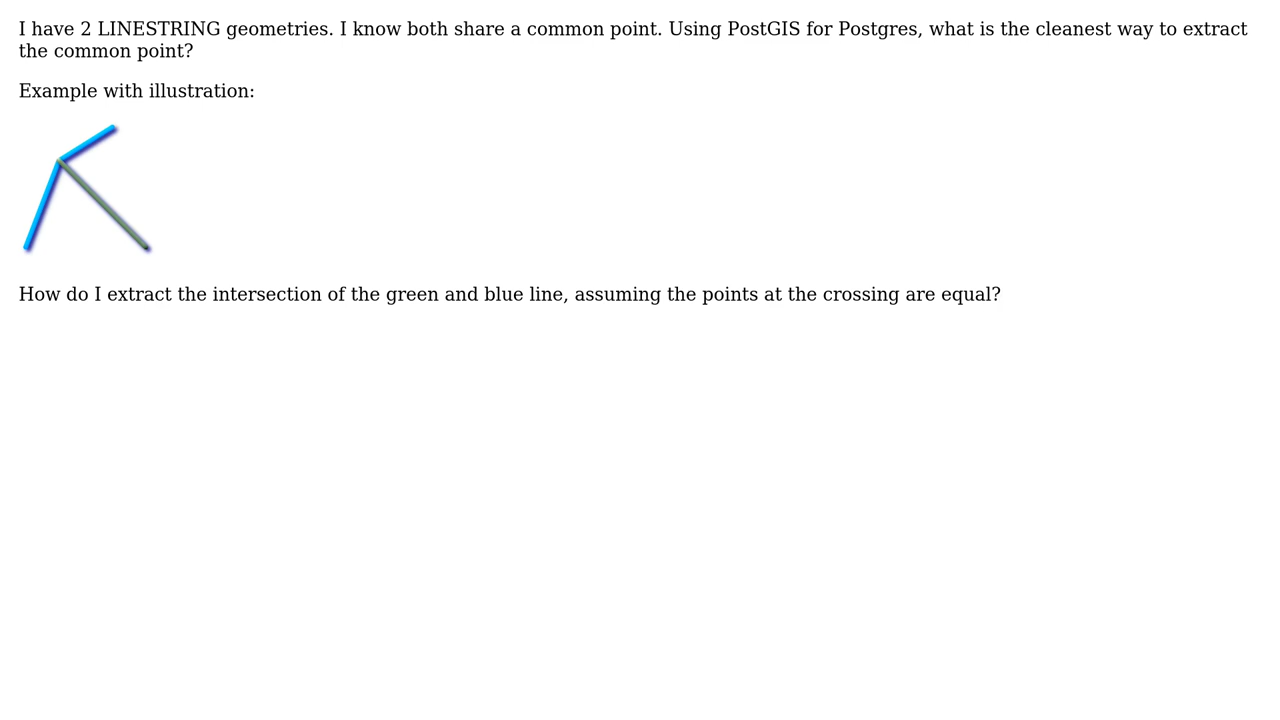 I have 2 LINESTRING geometries. I know both share a common point. Using PostGIS for Postgres, what is the cleanest way to extract
the common point?
Example with illustration:
How do I extract the intersection of the green and blue line, assuming the points at the crossing are equal?